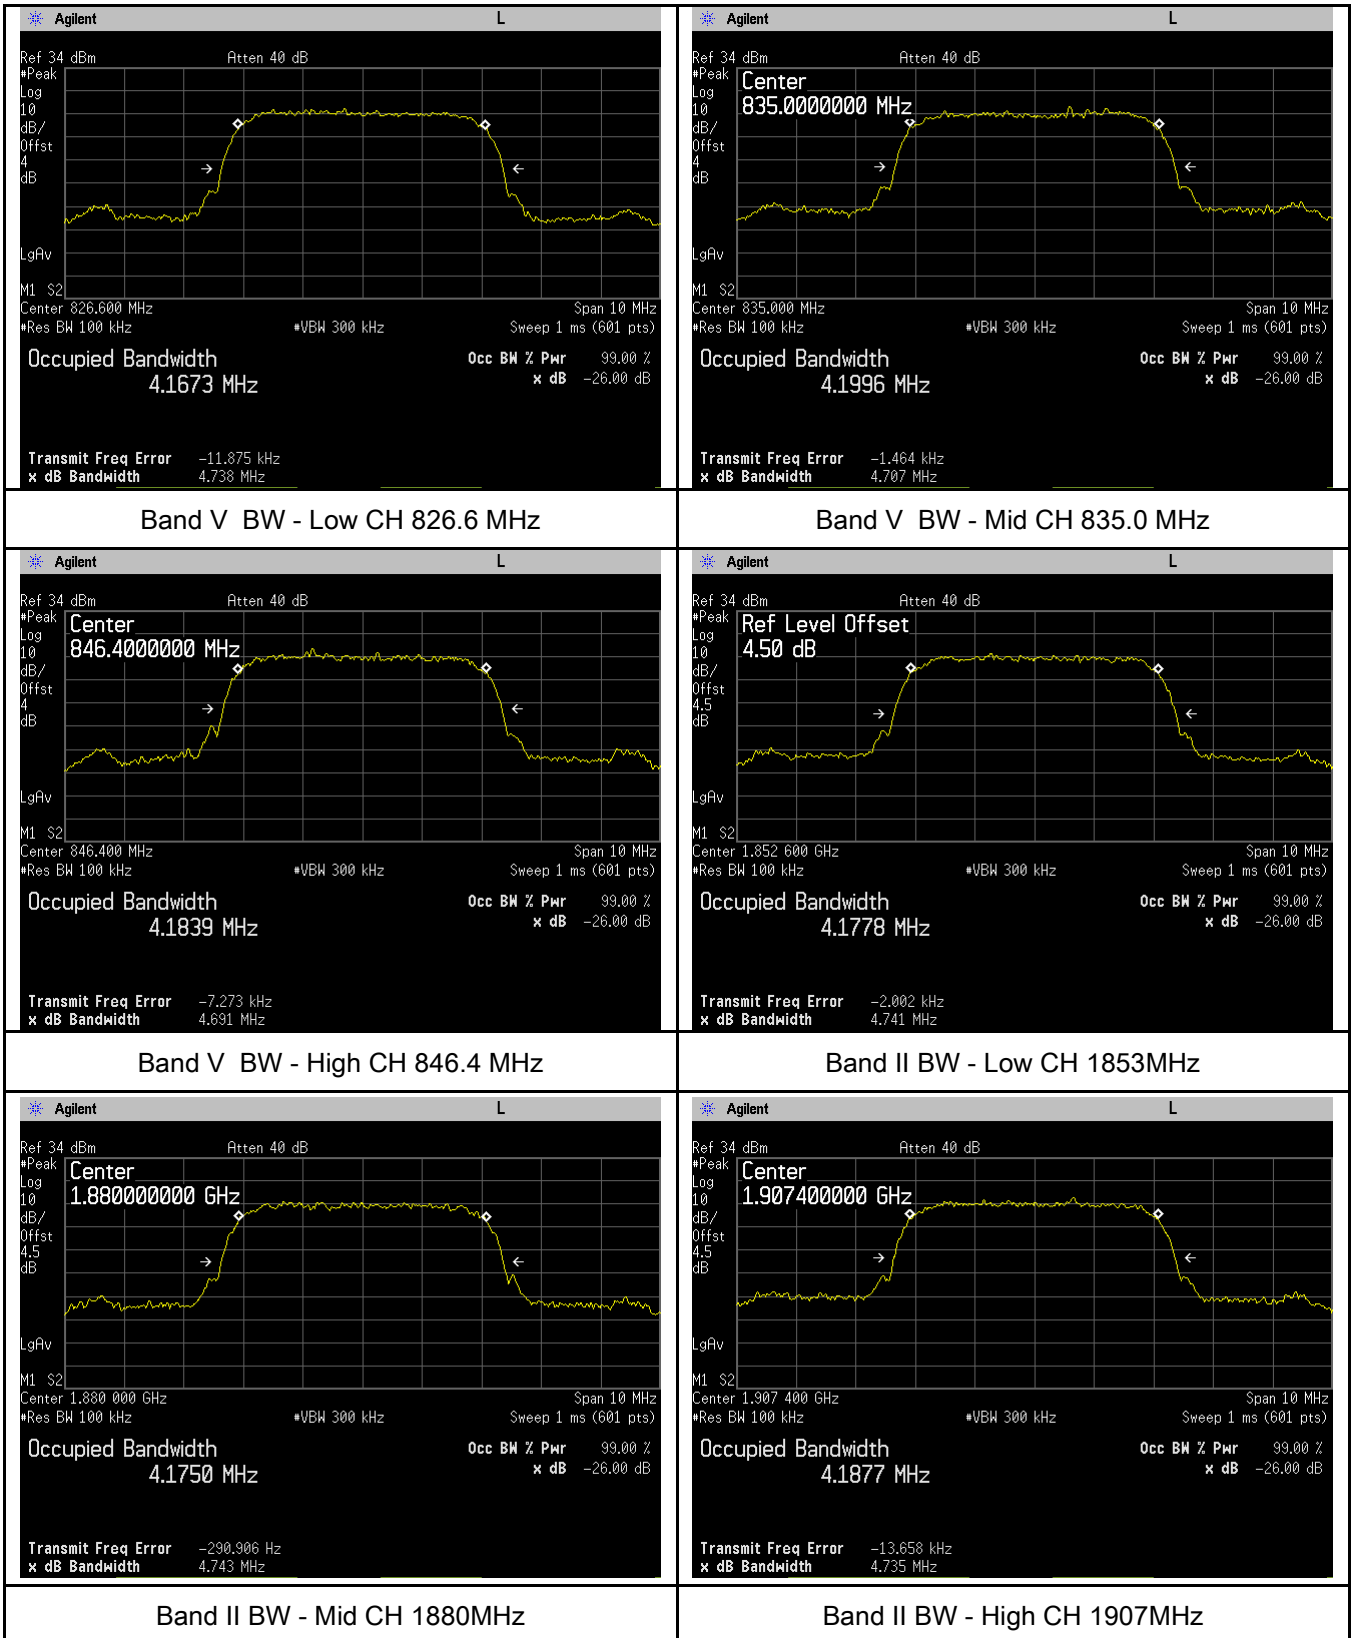 Agilent L
Ref 34 dBm Atten 40 dB
#Peak
Log
10
dB/
Offst
4
dB
LgAv
M1 S2
Center 826.600 MHz Span 10 MHz
#Res BW 100 kHz #VBW 300 kHz Sweep 1 ms (601 pts)
Occupied Bandwidth Occ BW % Pwr 99.00 %
4.1673 MHz x dB -26.00 dB
Transmit Freq Error -11.875 kHz
x dB Bandwidth 4.738 MHz
Band V BW - Low CH 826.6 MHz
Agilent L
Ref 34 dBm Atten 40 dB
#Peak
Log
10
dB/
Offst
4
dB
Center
835.0000000 MHz
LgAv
M1 S2
Center 835.000 MHz Span 10 MHz
#Res BW 100 kHz #VBW 300 kHz Sweep 1 ms (601 pts)
Occupied Bandwidth Occ BW % Pwr 99.00 %
4.1996 MHz x dB -26.00 dB
Transmit Freq Error -1.464 kHz
x dB Bandwidth 4.707 MHz
Band V BW - Mid CH 835.0 MHz
Agilent L
Ref 34 dBm Atten 40 dB
#Peak
Log
10
dB/
Offst
4
dB
Center
846.4000000 MHz
LgAv
M1 S2
Center 846.400 MHz Span 10 MHz
#Res BW 100 kHz #VBW 300 kHz Sweep 1 ms (601 pts)
Occupied Bandwidth Occ BW % Pwr 99.00 %
4.1839 MHz x dB -26.00 dB
Transmit Freq Error -7.273 kHz
x dB Bandwidth 4.691 MHz
Band V BW - High CH 846.4 MHz
Agilent L
Ref 34 dBm Atten 40 dB
#Peak
Log
10
dB/
Offst
4.5
dB
Ref Level Offset
4.50 dB
LgAv
M1 S2
Center 1.852 600 GHz Span 10 MHz
#Res BW 100 kHz #VBW 300 kHz Sweep 1 ms (601 pts)
Occupied Bandwidth Occ BW % Pwr 99.00 %
4.1778 MHz x dB -26.00 dB
Transmit Freq Error -2.002 kHz
x dB Bandwidth 4.741 MHz
Band II BW - Low CH 1853MHz
Agilent L
Ref 34 dBm Atten 40 dB
#Peak
Log
10
dB/
Offst
4.5
dB
Center
1.880000000 GHz
LgAv
M1 S2
Center 1.880 000 GHz Span 10 MHz
#Res BW 100 kHz #VBW 300 kHz Sweep 1 ms (601 pts)
Occupied Bandwidth Occ BW % Pwr 99.00 %
4.1750 MHz x dB -26.00 dB
Transmit Freq Error -290.906 Hz
x dB Bandwidth 4.743 MHz
Band II BW - Mid CH 1880MHz
Agilent L
Ref 34 dBm Atten 40 dB
#Peak
Log
10
dB/
Offst
4.5
dB
Center
1.907400000 GHz
LgAv
M1 S2
Center 1.907 400 GHz Span 10 MHz
#Res BW 100 kHz #VBW 300 kHz Sweep 1 ms (601 pts)
Occupied Bandwidth Occ BW % Pwr 99.00 %
4.1877 MHz x dB -26.00 dB
Transmit Freq Error -13.658 kHz
x dB Bandwidth 4.735 MHz
Band II BW - High CH 1907MHz